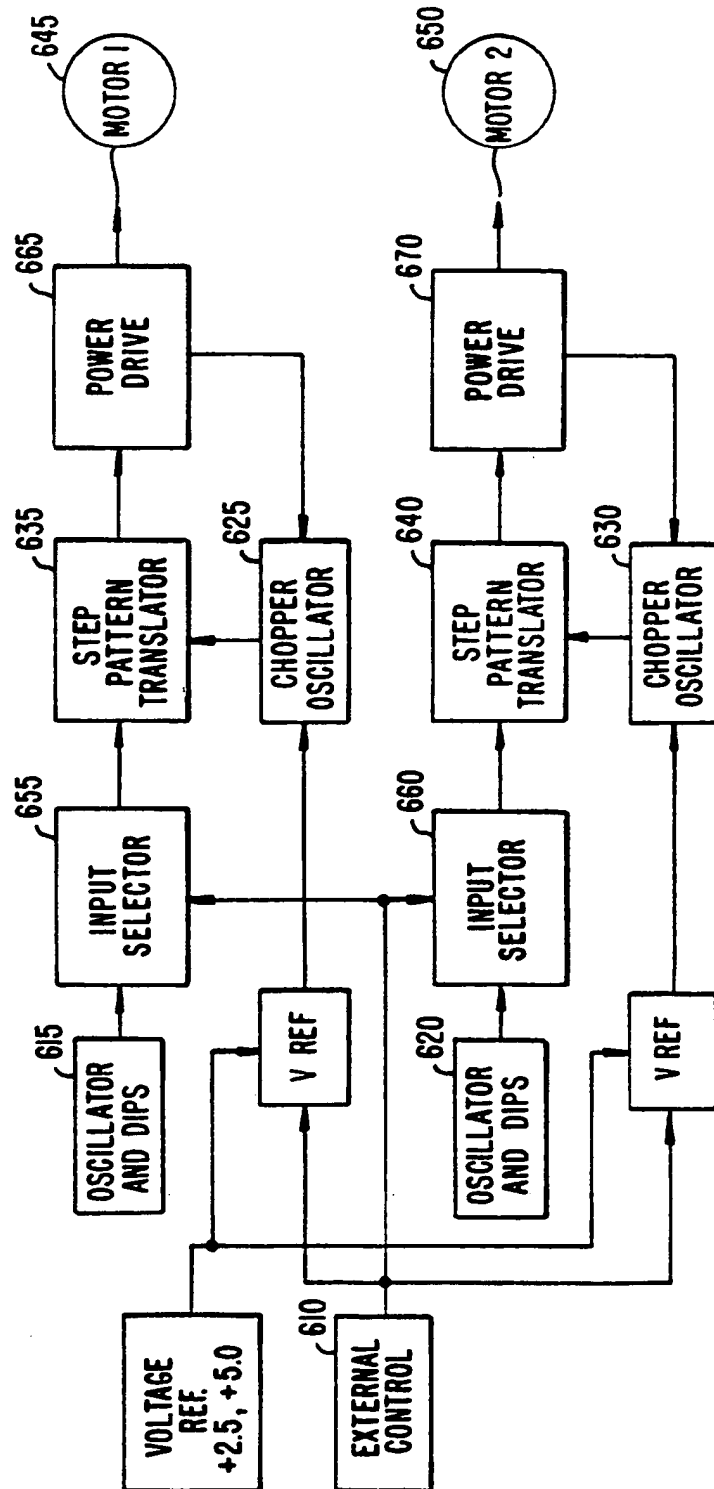 VOLTAGE
REF.
+2.5, +5.0
610
EXTERNAL
CONTROL
615
OSCILLATOR
AND DIPS
655
INPUT
SELECTOR
635
STEP
PATTERN
TRANSLATOR
665
POWER
DRIVE
645
MOTOR 1
V REF
625
CHOPPER
OSCILLATOR
620
OSCILLATOR
AND DIPS
660
INPUT
SELECTOR
640
STEP
PATTERN
TRANSLATOR
670
POWER
DRIVE
650
MOTOR 2
V REF
630
CHOPPER
OSCILLATOR